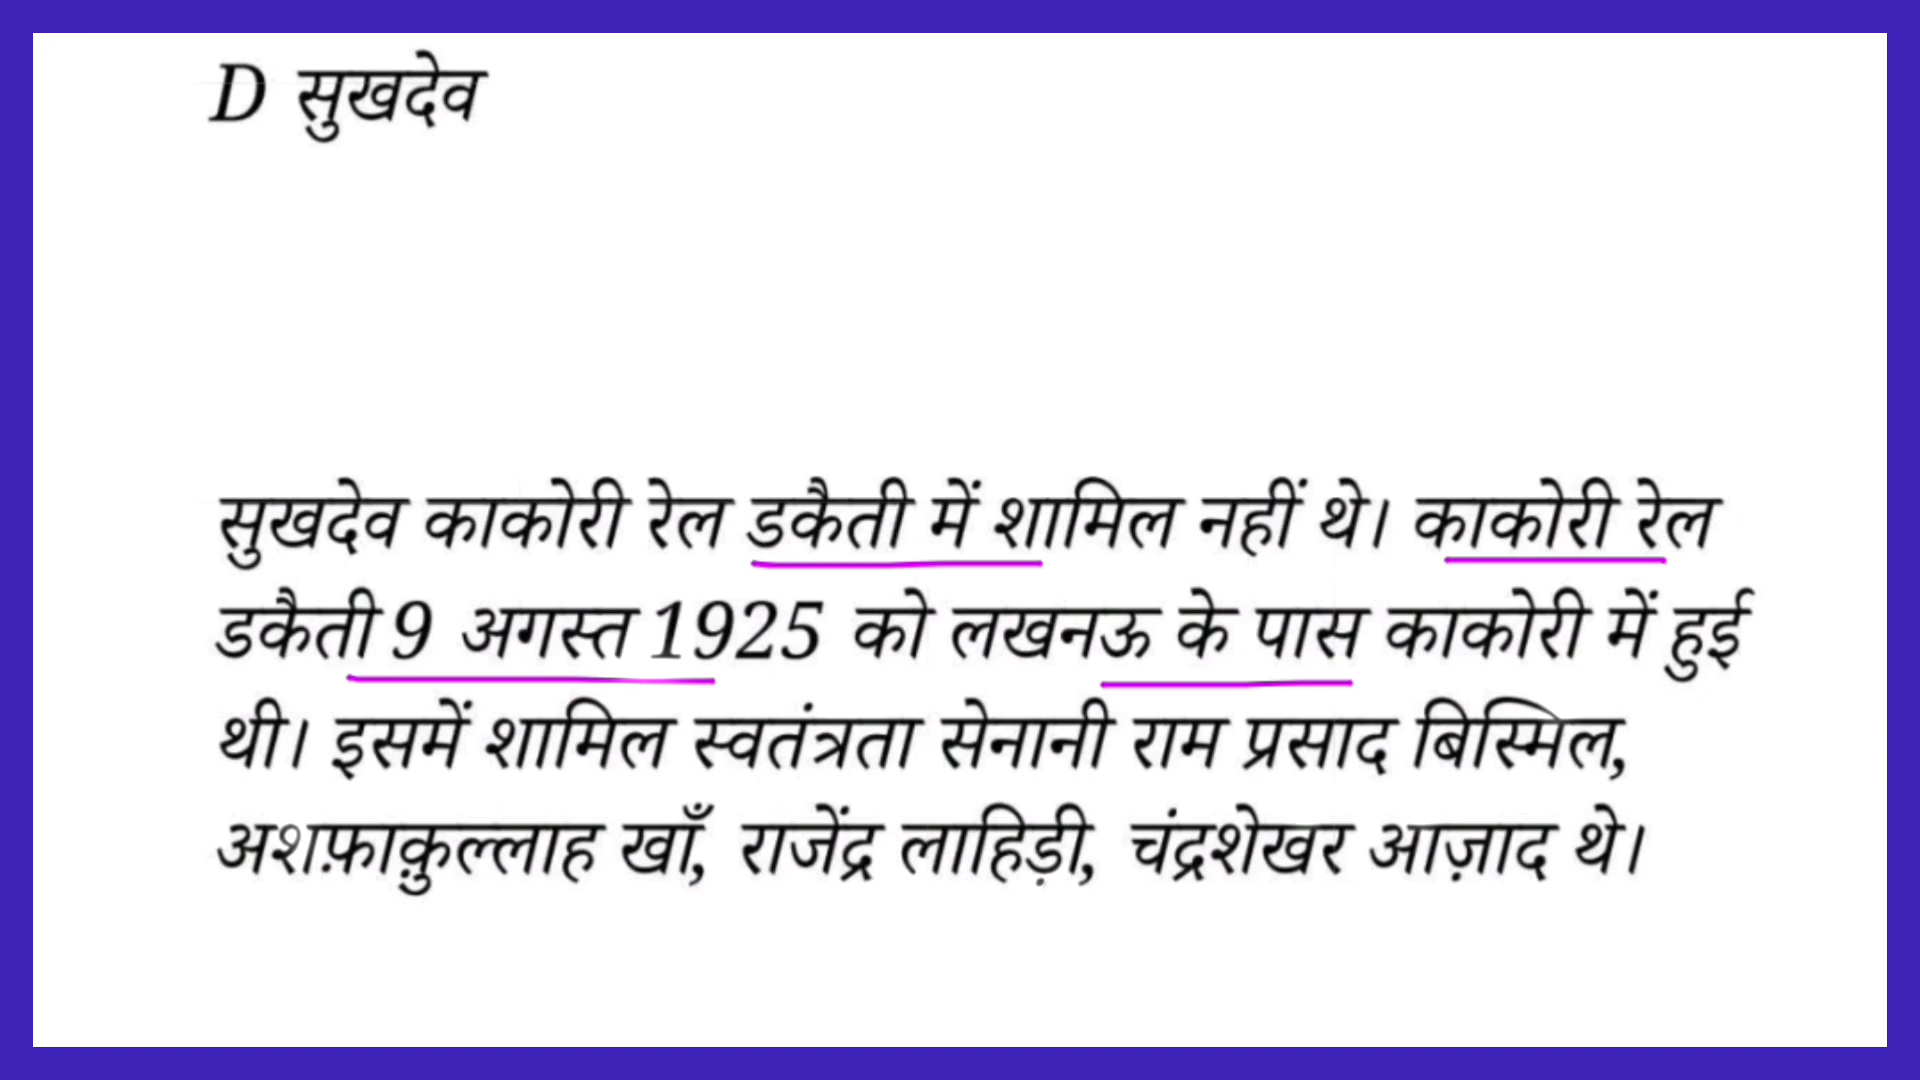 D सुखदेव
सुखदेव काकोरी रेल डकैती में शामिल नहीं थे। काकोरी रेल
डकैती 9 अगस्त 1925 को लखनऊ के पास काकोरी में हुई
थी। इसमें शामिल स्वतंत्रता सेनानी राम प्रसाद बिस्मिल,
अशफ़ाक़ुल्लाह खाँ, राजेंद्र लाहिड़ी, चंद्रशेखर आज़ाद थे।